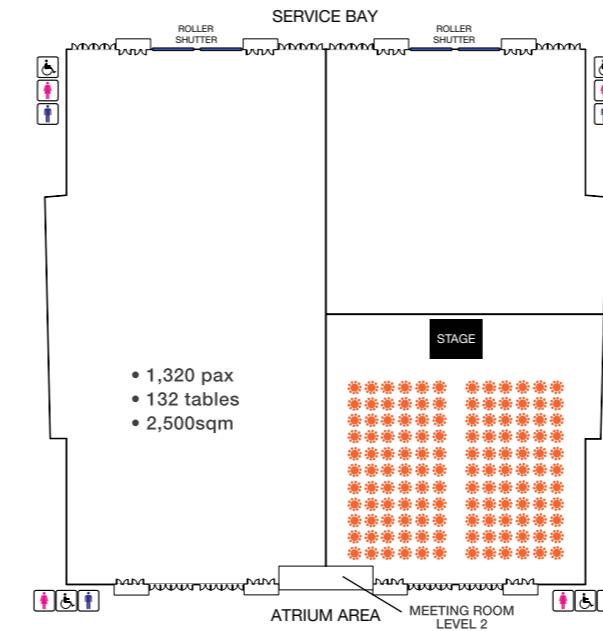 SERVICE BAY
ROLLER
SHUTTER
ROLLER
SHUTTER
STAGE
• 1,320 pax
• 132 tables
• 2,500sqm
ATRIUM AREA
MEETING ROOM
LEVEL 2